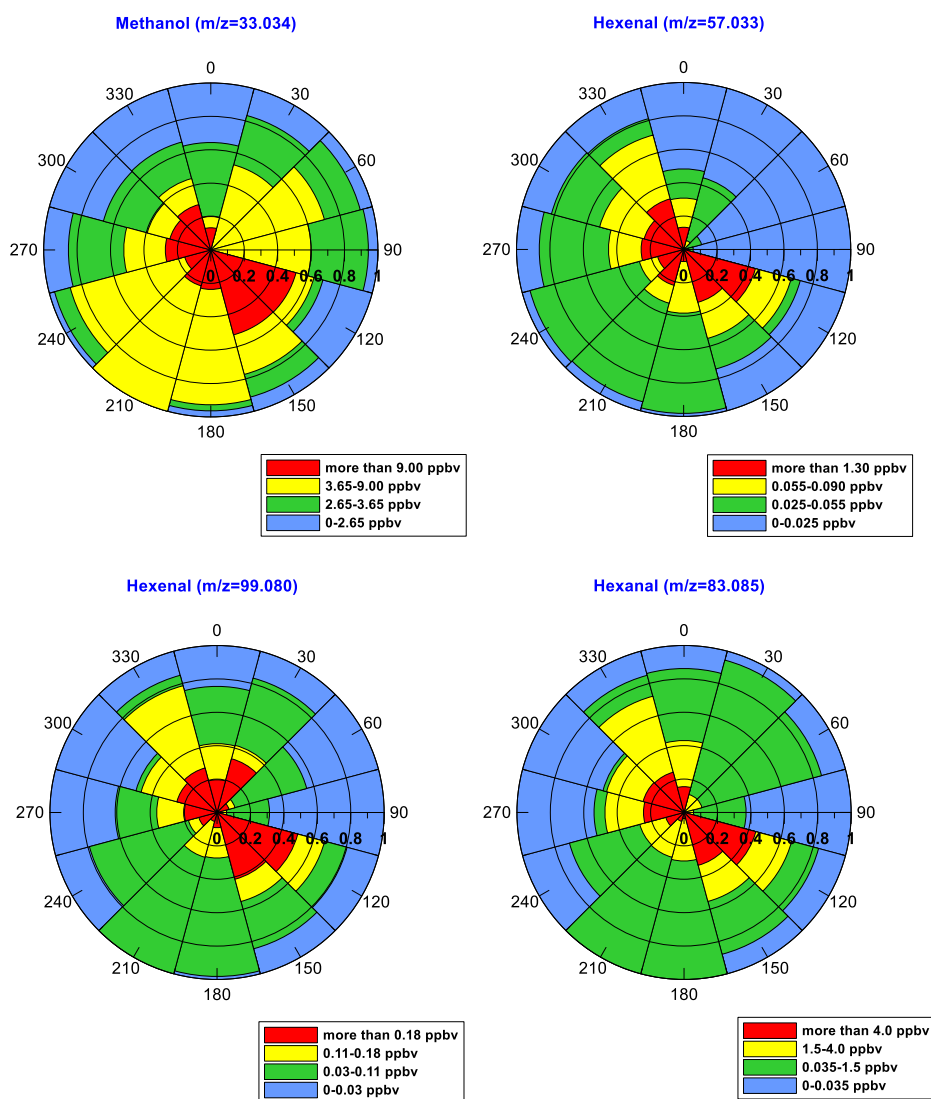 Methanol (m/z=33.034)
0
30
60
90
120
150
180
210
240
270
300
330
0 0.2 0.4 0.6 0.8 1
more than 9.00 ppbv
3.65-9.00 ppbv
2.65-3.65 ppbv
0-2.65 ppbv
Hexenal (m/z=57.033)
0
30
60
90
120
150
180
210
240
270
300
330
0 0.2 0.4 0.6 0.8 1
more than 1.30 ppbv
0.055-0.090 ppbv
0.025-0.055 ppbv
0-0.025 ppbv
Hexenal (m/z=99.080)
0
30
60
90
120
150
180
210
240
270
300
330
0 0.2 0.4 0.6 0.8 1
more than 0.18 ppbv
0.11-0.18 ppbv
0.03-0.11 ppbv
0-0.03 ppbv
Hexanal (m/z=83.085)
0
30
60
90
120
150
180
210
240
270
300
330
0 0.2 0.4 0.6 0.8 1
more than 4.0 ppbv
1.5-4.0 ppbv
0.035-1.5 ppbv
0-0.035 ppbv